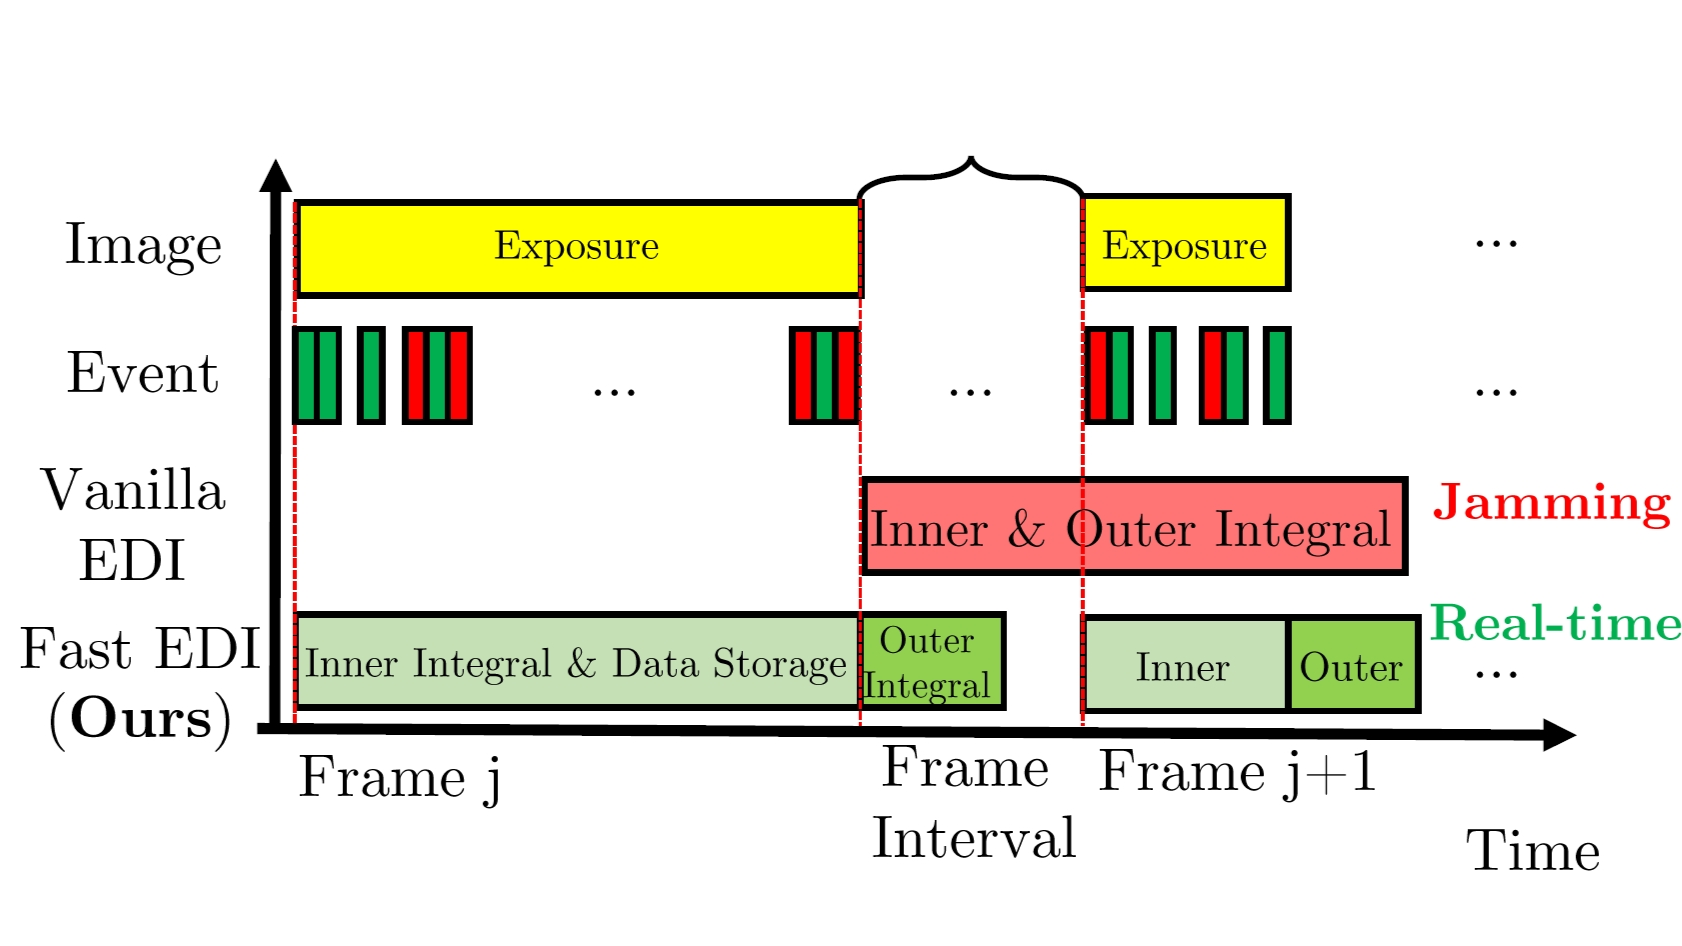 Image
Exposure
Exposure
...
Event
...
...
...
Vanilla
EDI
Inner & Outer Integral
Jamming
Fast EDI
(Ours)
Inner Integral & Data Storage
Outer
Integral
Inner
Outer
Real-time
...
Frame j
Frame
Interval
Frame j+1
Time